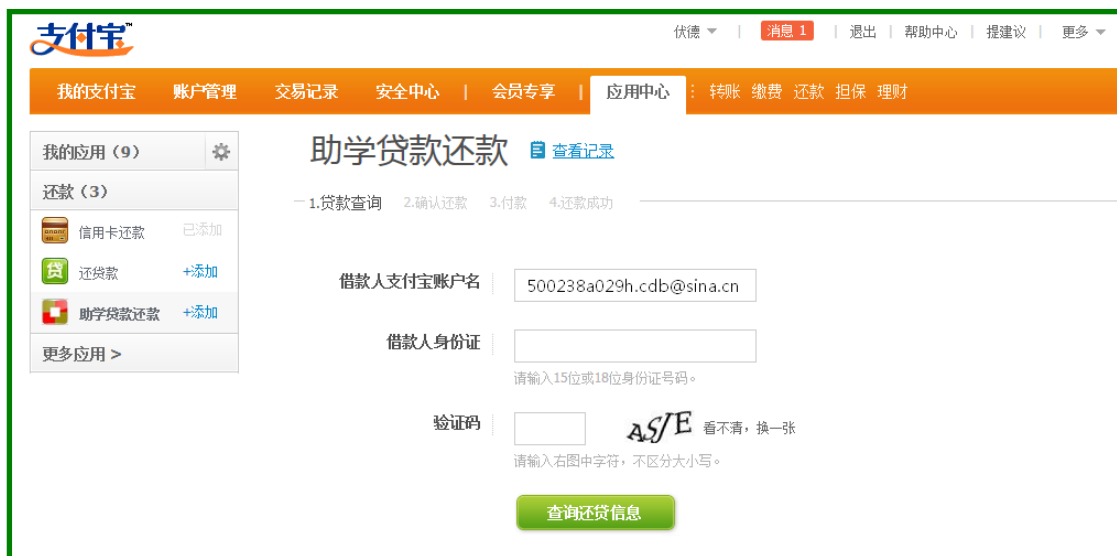 支付宝™
伏德 | 消息 1 | 退出 | 帮助中心 | 提建议 | 更多
我的支付宝 账户管理 交易记录 安全中心 | 会员专享 | 应用中心 转账 缴费 还款 担保 理财
我的应用（9）
还款（3）
信用卡还款 已添加
还贷款 +添加
助学贷款还款 +添加
更多应用 >
助学贷款还款 查看记录
1.贷款查询 2.确认还款 3.付款 4.还款成功
借款人支付宝账户名 500238a029h.cdb@sina.cn
借款人身份证
请输入15位或18位身份证号码。
验证码 ASJE 看不清，换一张
请输入右图中字符，不区分大小写。
查询还贷信息